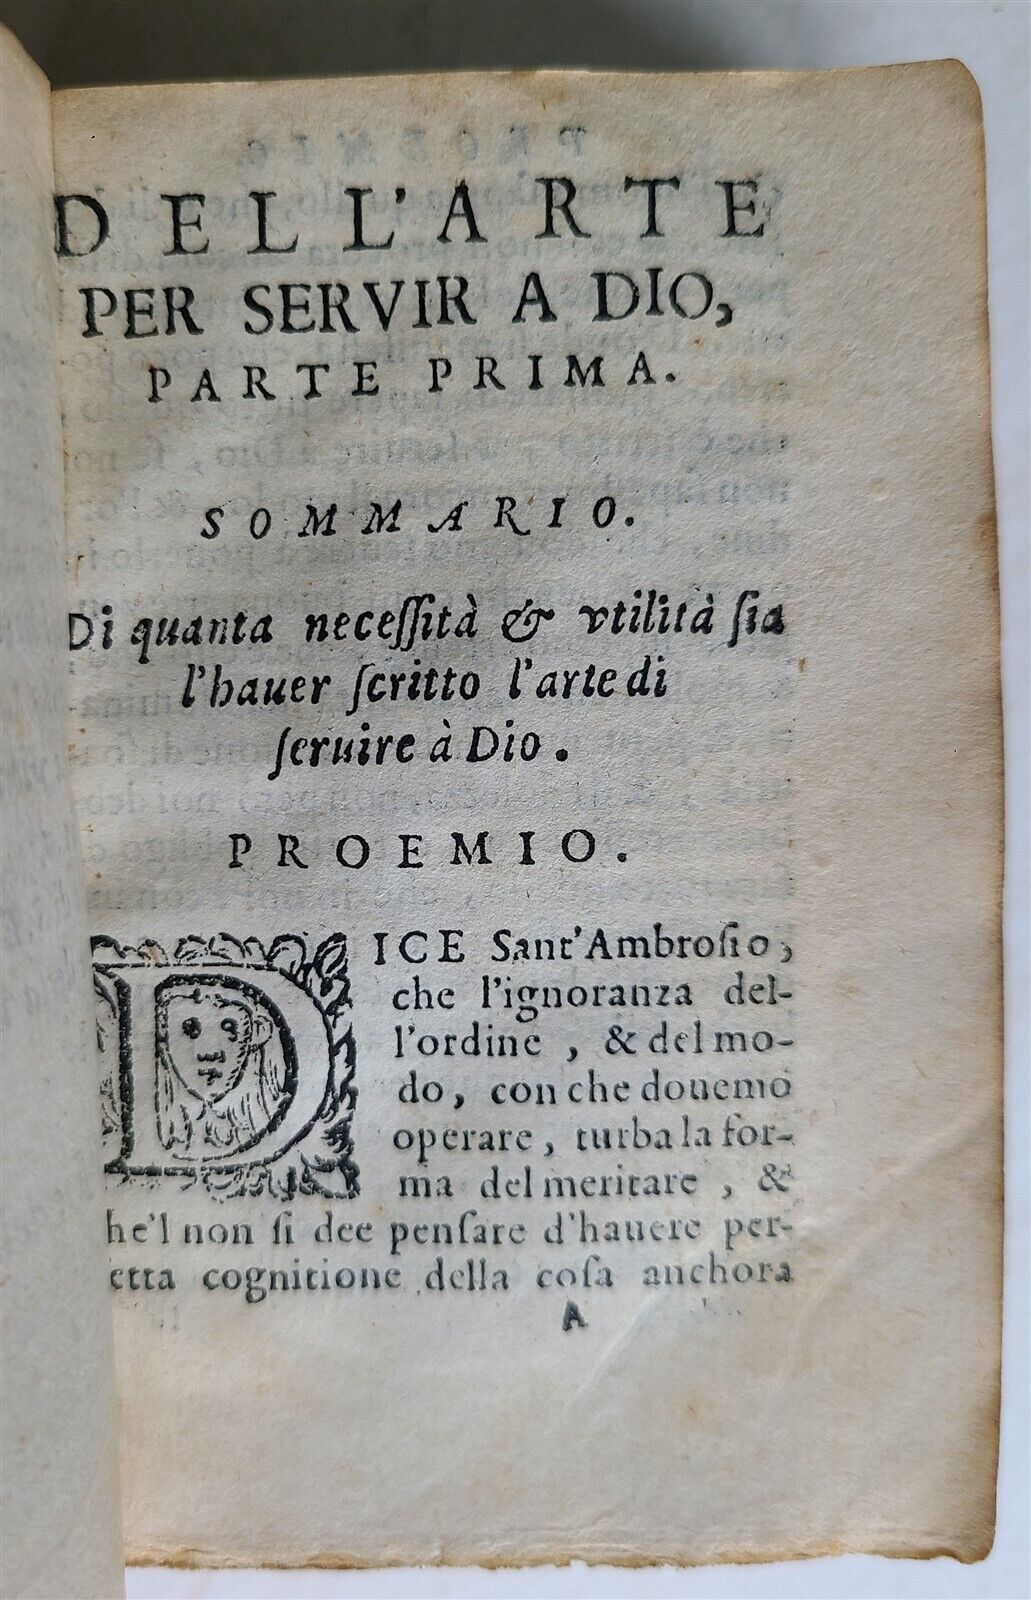 DELL'ARTE
PER SERVIR A DIO,
PARTE PRIMA.
SOMMARIO.
Di quanta neceſſità & vtilità ſia
l'hauer ſcritto l'arte di
ſeruire à Dio.
PROEMIO.
DICE Sant'Ambroſio,
che l'ignoranza del-
l'ordine, & del mo-
do, con che douemo
operare, turba la for-
ma del meritare, &
he'l non ſi dee penſare d'hauere per-
etta cognitione della coſa anchora
A